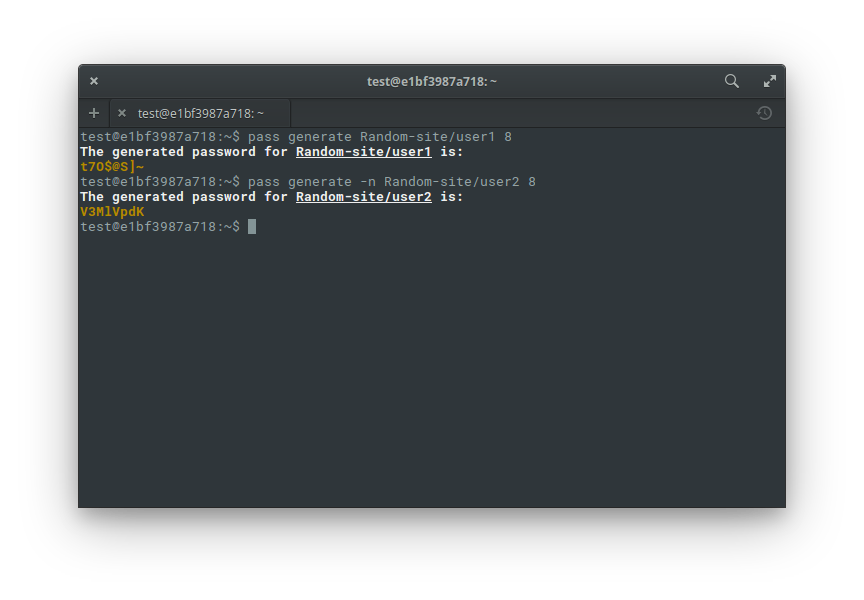 test@e1bf3987a718: ~
test@e1bf3987a718: ~
test@e1bf3987a718:~$ pass generate Random-site/user1 8
The generated password for Random-site/user1 is:
t7O$@S]~
test@e1bf3987a718:~$ pass generate -n Random-site/user2 8
The generated password for Random-site/user2 is:
V3MlVpdK
test@e1bf3987a718:~$